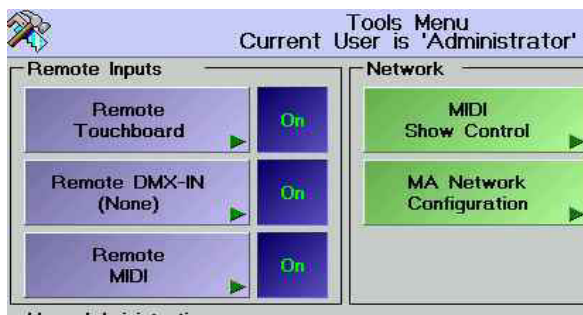 Tools Menu
Current User is 'Administrator'
Remote Inputs
Network
Remote
Touchboard
On
MIDI
Show Control
Remote DMX-IN
(None)
On
MA Network
Configuration
Remote
MIDI
On